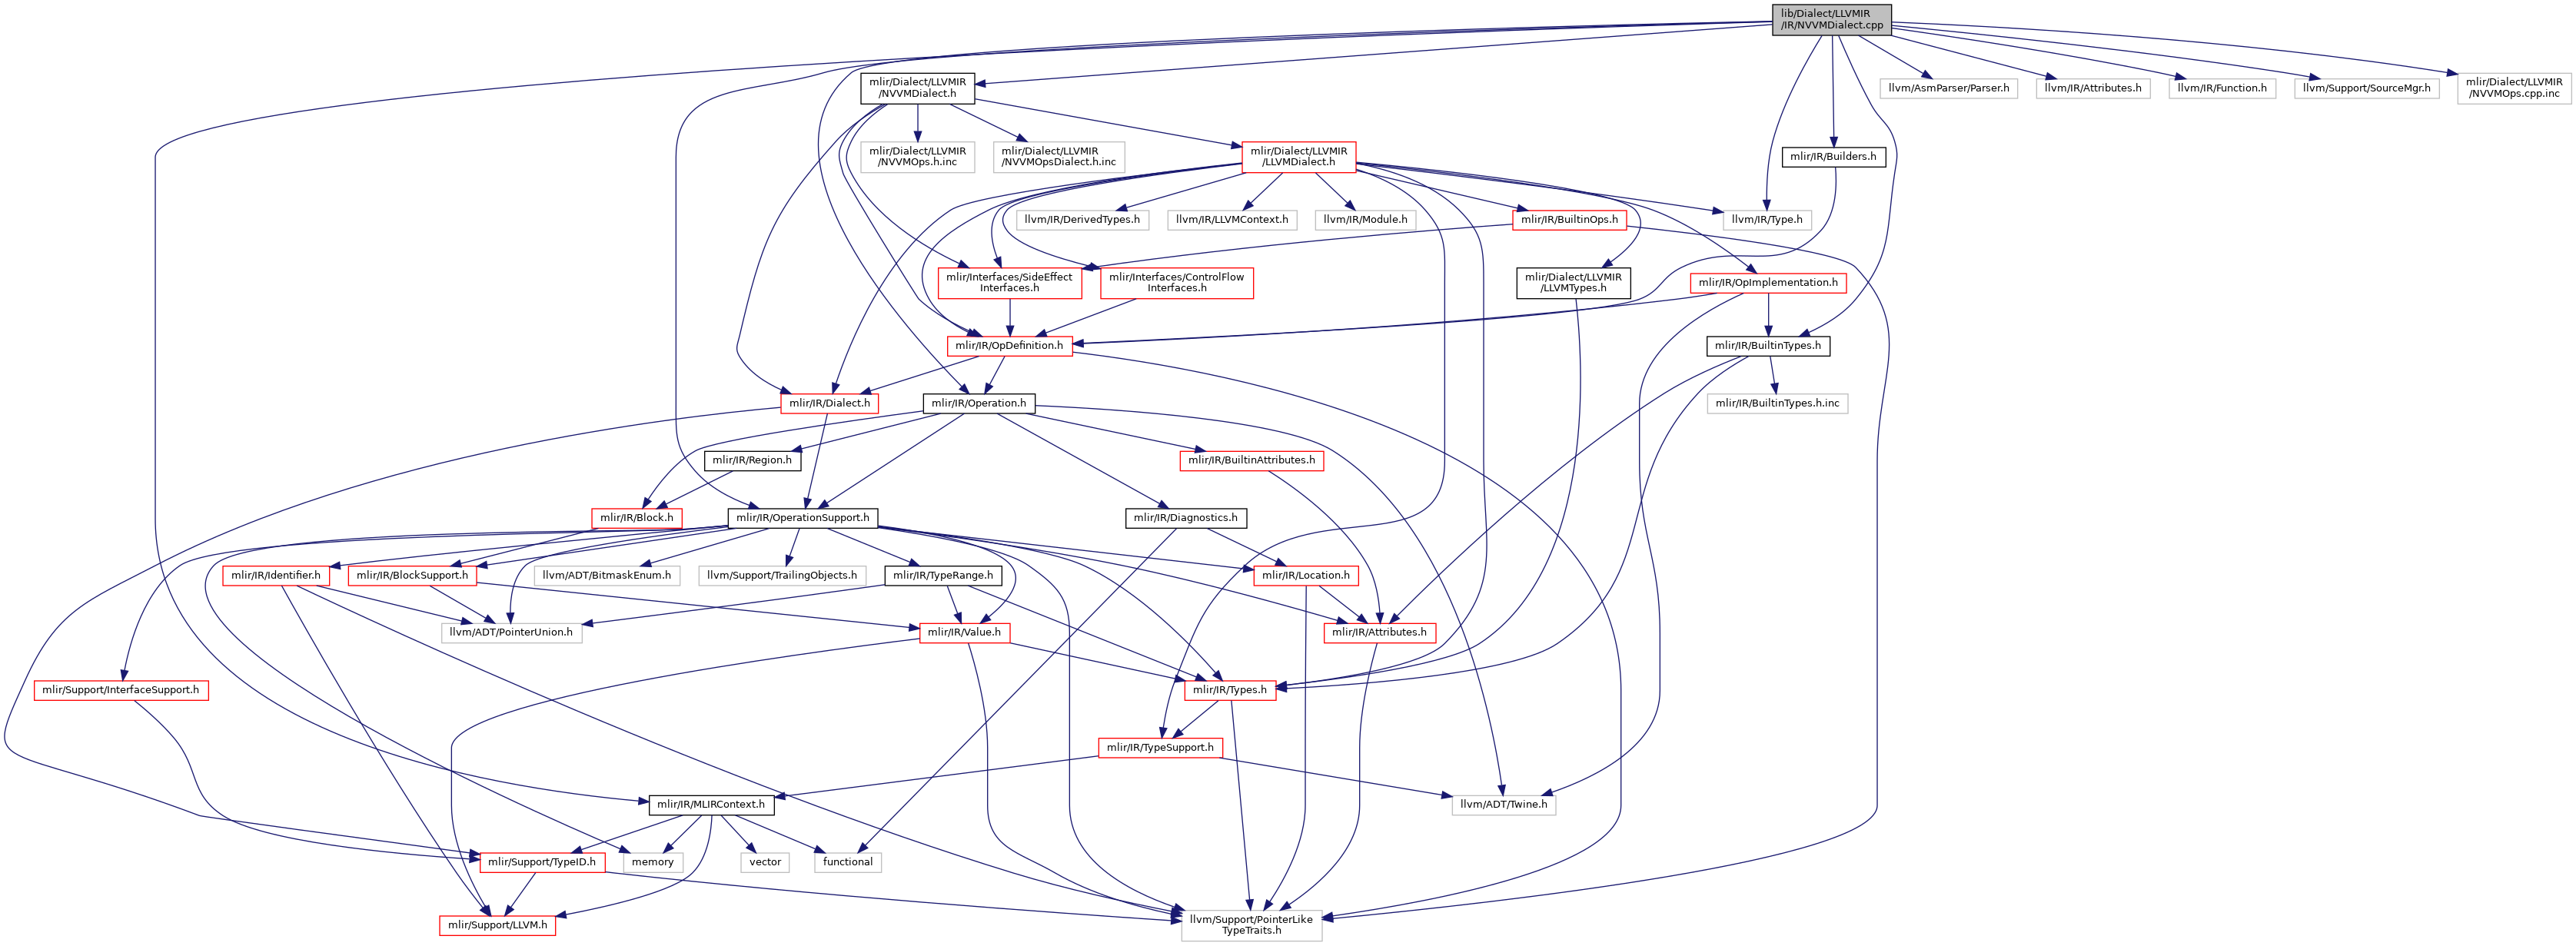 lib/Dialect/LLVMIR
/IR/NVVMDialect.cpp
mlir/Dialect/LLVMIR
/NVVMDialect.h
llvm/AsmParser/Parser.h
llvm/IR/Attributes.h
llvm/IR/Function.h
llvm/Support/SourceMgr.h
mlir/Dialect/LLVMIR
/NVVMOps.cpp.inc
mlir/Dialect/LLVMIR
/NVVMOps.h.inc
mlir/Dialect/LLVMIR
/NVVMOpsDialect.h.inc
mlir/Dialect/LLVMIR
/LLVMDialect.h
mlir/IR/Builders.h
llvm/IR/DerivedTypes.h
llvm/IR/LLVMContext.h
llvm/IR/Module.h
mlir/IR/BuiltinOps.h
llvm/IR/Type.h
mlir/Interfaces/SideEffect
Interfaces.h
mlir/Interfaces/ControlFlow
Interfaces.h
mlir/Dialect/LLVMIR
/LLVMTypes.h
mlir/IR/OpImplementation.h
mlir/IR/OpDefinition.h
mlir/IR/BuiltinTypes.h
mlir/IR/Dialect.h
mlir/IR/Operation.h
mlir/IR/BuiltinTypes.h.inc
mlir/IR/Region.h
mlir/IR/BuiltinAttributes.h
mlir/IR/Block.h
mlir/IR/OperationSupport.h
mlir/IR/Diagnostics.h
mlir/IR/Identifier.h
mlir/IR/BlockSupport.h
llvm/ADT/BitmaskEnum.h
llvm/Support/TrailingObjects.h
mlir/IR/TypeRange.h
mlir/IR/Location.h
llvm/ADT/PointerUnion.h
mlir/IR/Value.h
mlir/IR/Attributes.h
mlir/Support/InterfaceSupport.h
mlir/IR/Types.h
mlir/IR/TypeSupport.h
mlir/IR/MLIRContext.h
llvm/ADT/Twine.h
mlir/Support/TypeID.h
memory
vector
functional
mlir/Support/LLVM.h
llvm/Support/PointerLike
TypeTraits.h